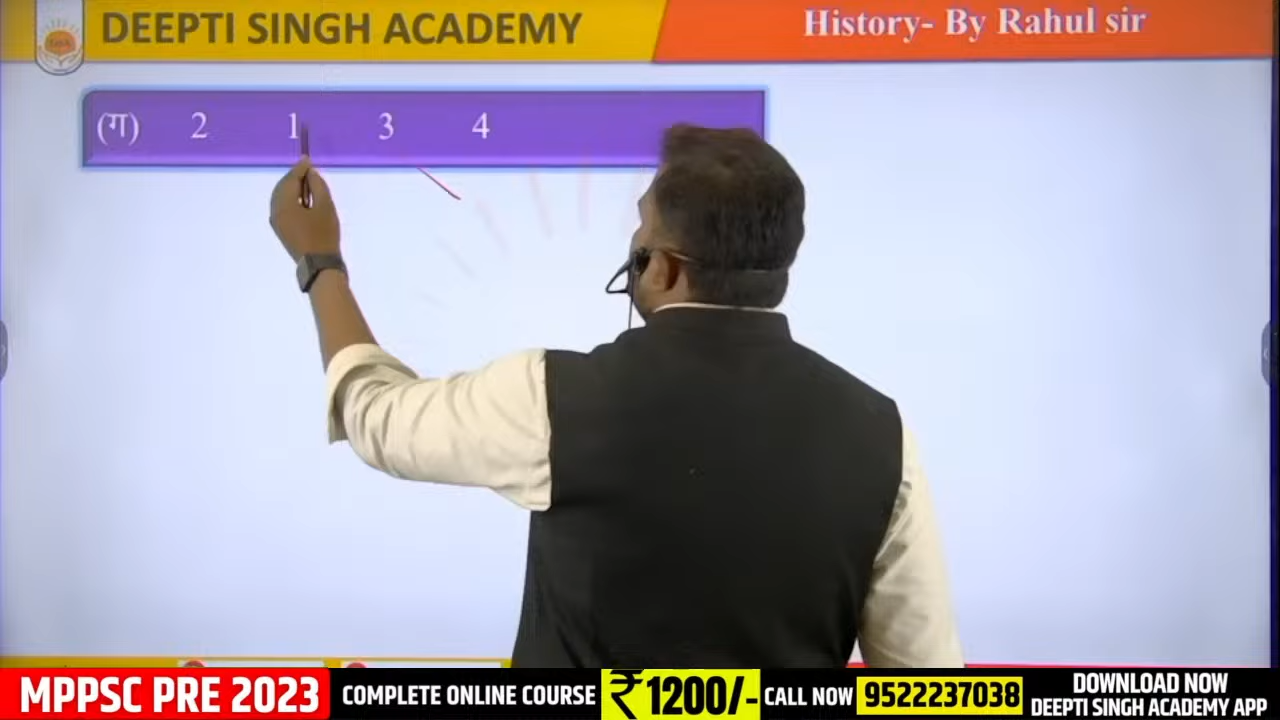 DEEPTI SINGH ACADEMY
History- By Rahul sir
(ग) 2 1 3 4
MPPSC PRE 2023
COMPLETE ONLINE COURSE
₹1200/-
CALL NOW
9522237038
DOWNLOAD NOW
DEEPTI SINGH ACADEMY APP